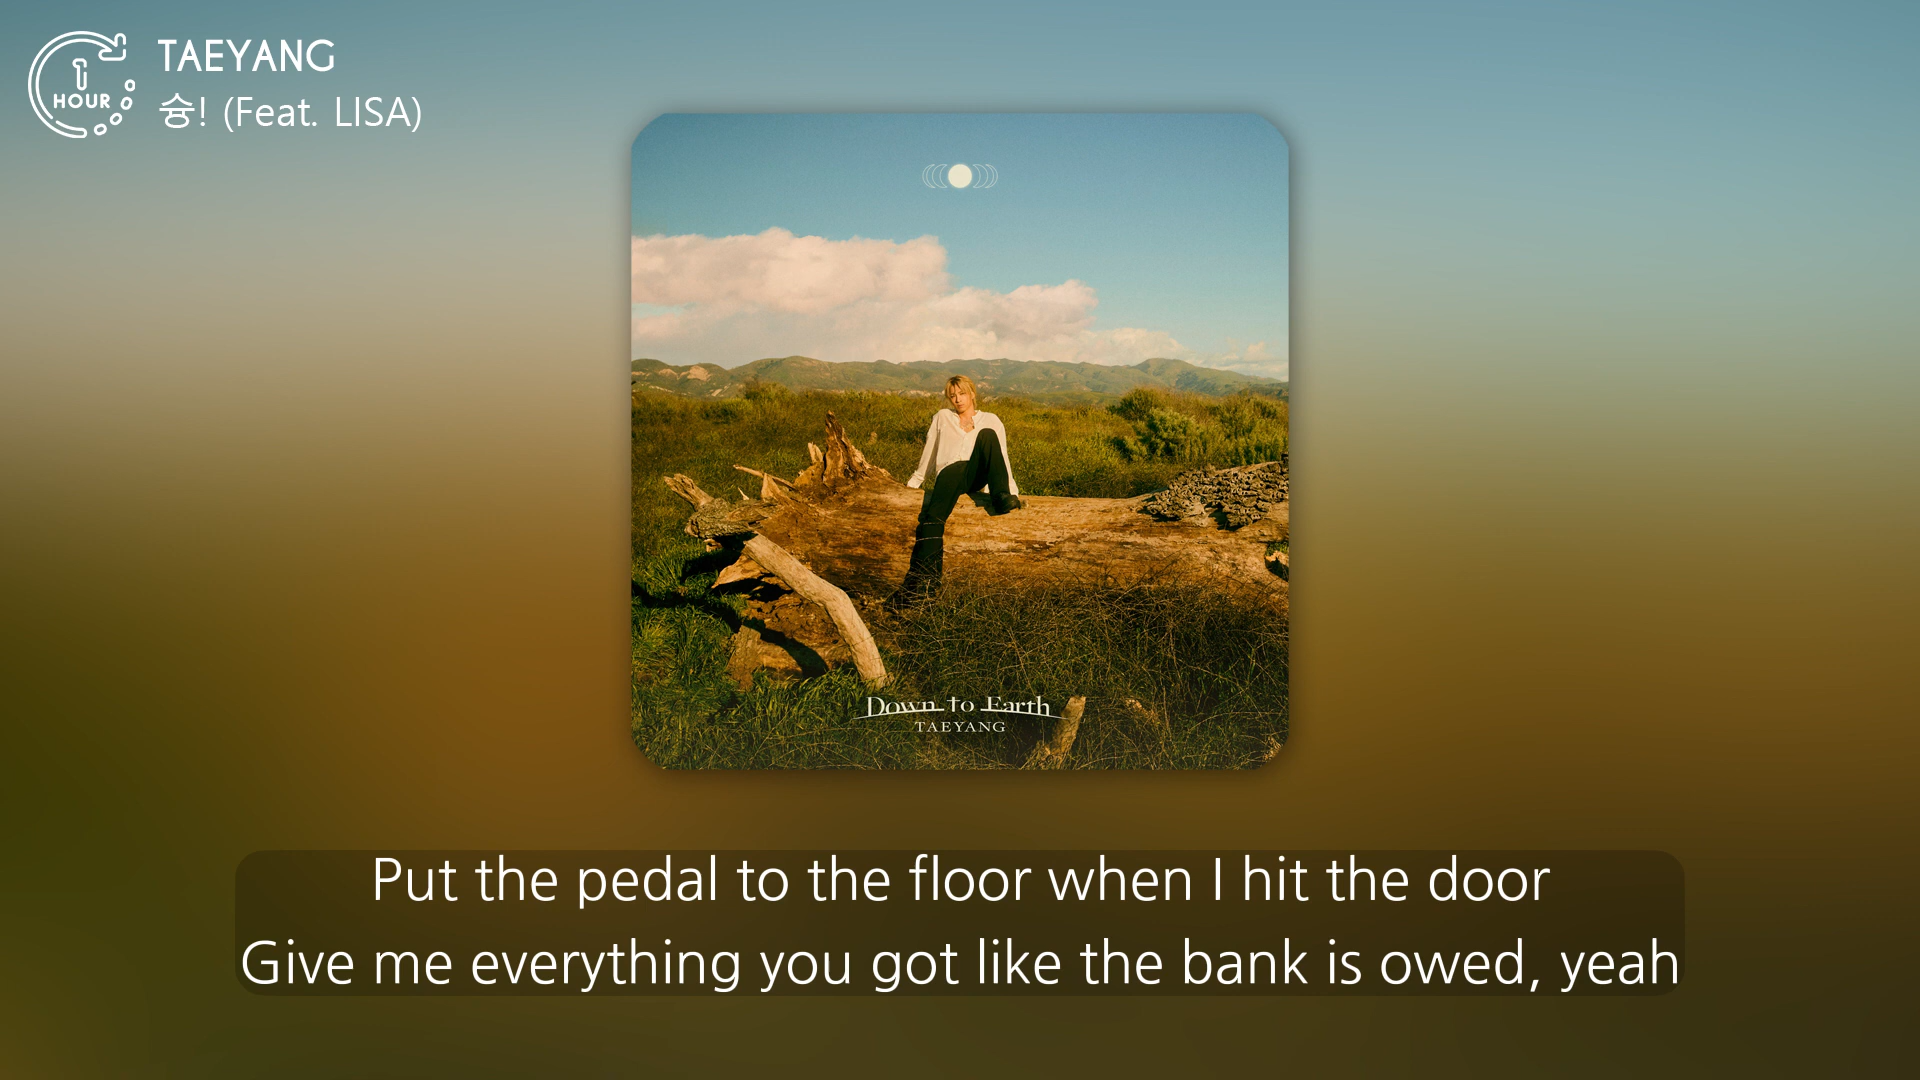 1
HOUR
TAEYANG
슝! (Feat. LISA)
Down to Earth
TAEYANG
Put the pedal to the floor when I hit the door
Give me everything you got like the bank is owed, yeah